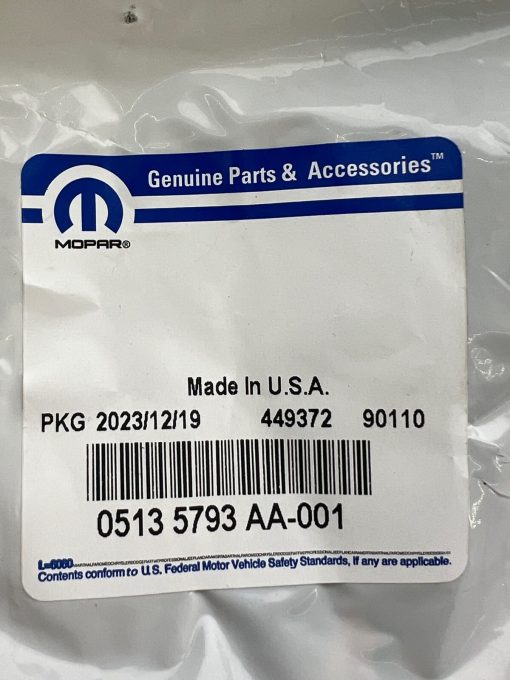 Genuine Parts & Accessories™
MOPAR®
Made In U.S.A.
PKG 2023/12/19 449372 90110
0513 5793 AA-001
L=6060
Contents conform to U.S. Federal Motor Vehicle Safety Standards, If any are applicable.